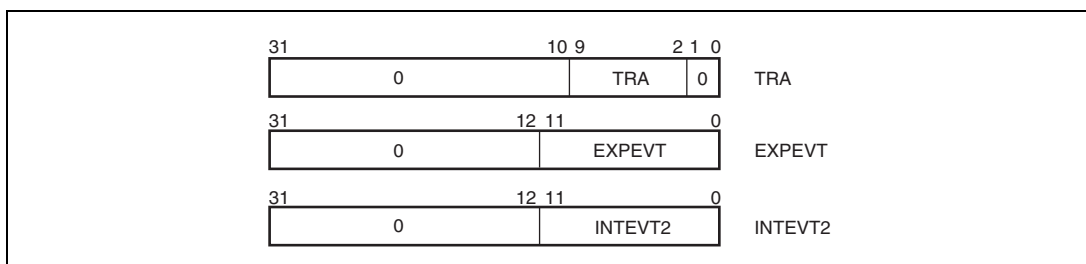 31 10 9 2 1 0
0 TRA 0 TRA
31 12 11 0
0 EXPEVT EXPEVT
31 12 11 0
0 INTEVT2 INTEVT2